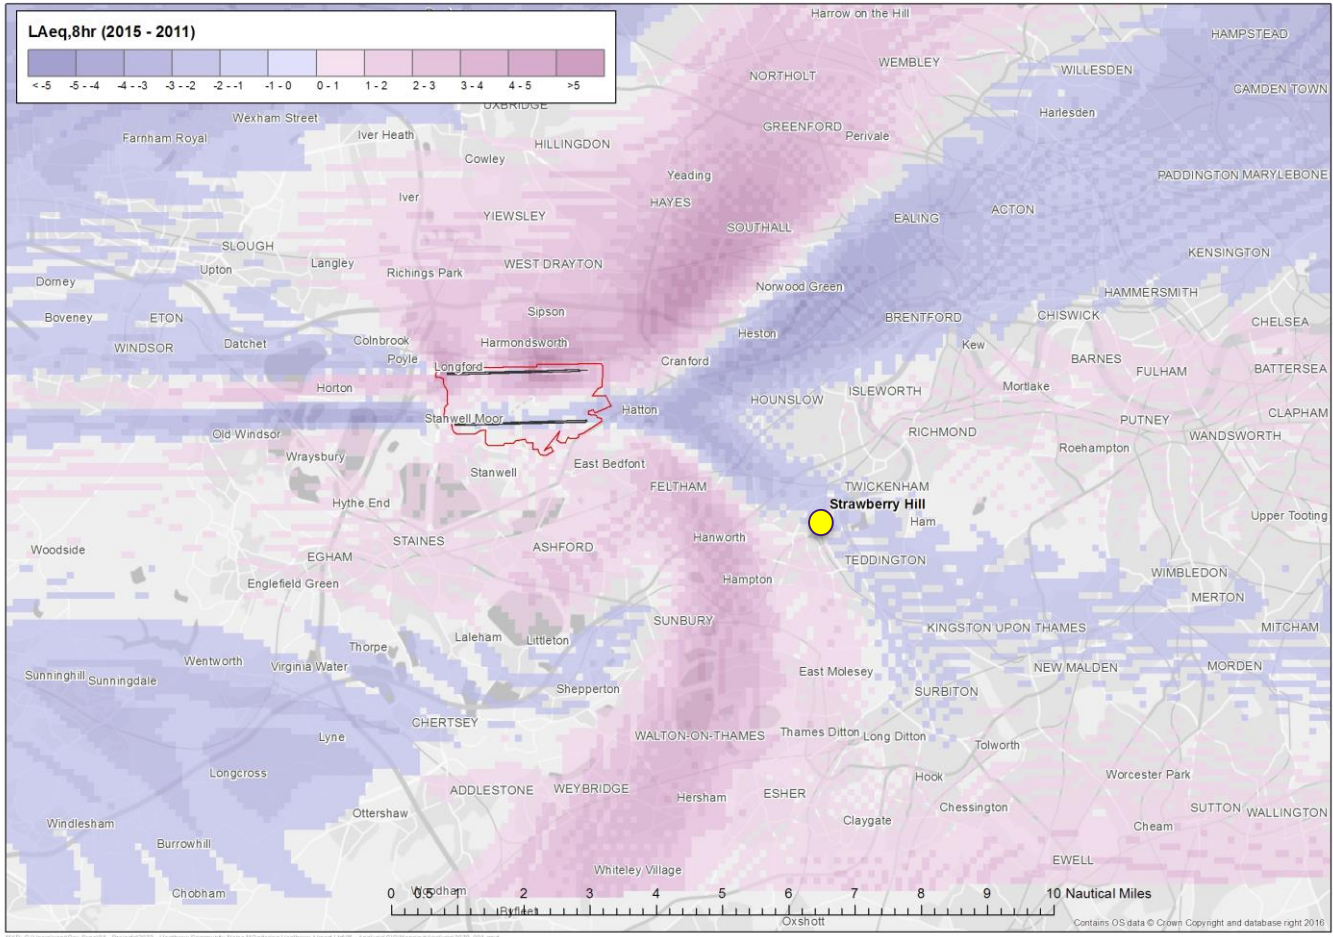 LAeq,8hr (2015 - 2011)
< -5 -5 - -4 -4 - -3 -3 - -2 -2 - -1 -1 - 0 0 - 1 1 - 2 2 - 3 3 - 4 4 - 5 >5
Harrow on the Hill
HAMPSTEAD
WEMBLEY
WILLESDEN
NORTHOLT
CAMDEN TOWN
UXBRIDGE
Harlesden
Wexham Street
GREENFORD
Iver Heath
Perivale
Farnham Royal
HILLINGDON
Cowley
Yeading
PADDINGTON MARYLEBONE
Iver
HAYES
ACTON
YIEWSLEY
EALING
SOUTHALL
SLOUGH
KENSINGTON
Langley
WEST DRAYTON
Upton
Richings Park
Dorney
Norwood Green
HAMMERSMITH
Sipson
Boveney
ETON
BRENTFORD
CHISWICK
CHELSEA
Heston
Colnbrook
Harmondsworth
Datchet
Kew
WINDSOR
Poyle
Cranford
BARNES
Longford
FULHAM
BATTERSEA
Horton
Mortlake
ISLEWORTH
HOUNSLOW
Hatton
CLAPHAM
Stanwell Moor
PUTNEY
Old Windsor
RICHMOND
WANDSWORTH
Roehampton
Wraysbury
East Bedfont
Stanwell
FELTHAM
TWICKENHAM
Hythe End
Strawberry Hill
Upper Tooting
Ham
Hanworth
STAINES
ASHFORD
Woodside
EGHAM
TEDDINGTON
WIMBLEDON
Hampton
Englefield Green
MERTON
SUNBURY
KINGSTON UPON THAMES
MITCHAM
Laleham
Littleton
Thorpe
Wentworth
Virginia Water
NEW MALDEN
MORDEN
East Molesey
Sunninghill
Sunningdale
Shepperton
SURBITON
CHERTSEY
Thames Ditton
WALTON-ON-THAMES
Long Ditton
Lyne
Tolworth
Longcross
Hook
Worcester Park
ADDLESTONE
WEYBRIDGE
ESHER
Hersham
Chessington
SUTTON
WALLINGTON
Ottershaw
Claygate
Windlesham
Cheam
Burrowhill
EWELL
Whiteley Village
Chobham
Woodham
0 0.5 1 2 3 4 5 6 7 8 9 10 Nautical Miles
Byfleet
Oxshott
Contains OS data © Crown Copyright and database right 2016